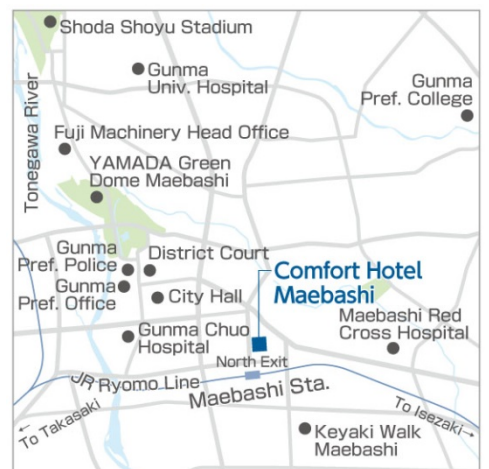 Shoda Shoyu Stadium
Gunma
Univ. Hospital
Gunma
Pref. College
Tonegawa River
Fuji Machinery Head Office
YAMADA Green
Dome Maebashi
Gunma
Pref. Police
District Court
Gunma
Pref. Office
City Hall
Comfort Hotel
Maebashi
Maebashi Red
Cross Hospital
Gunma Chuo
Hospital
North Exit
JR Ryomo Line
Maebashi Sta.
To Takasaki
To Isezaki
Keyaki Walk
Maebashi